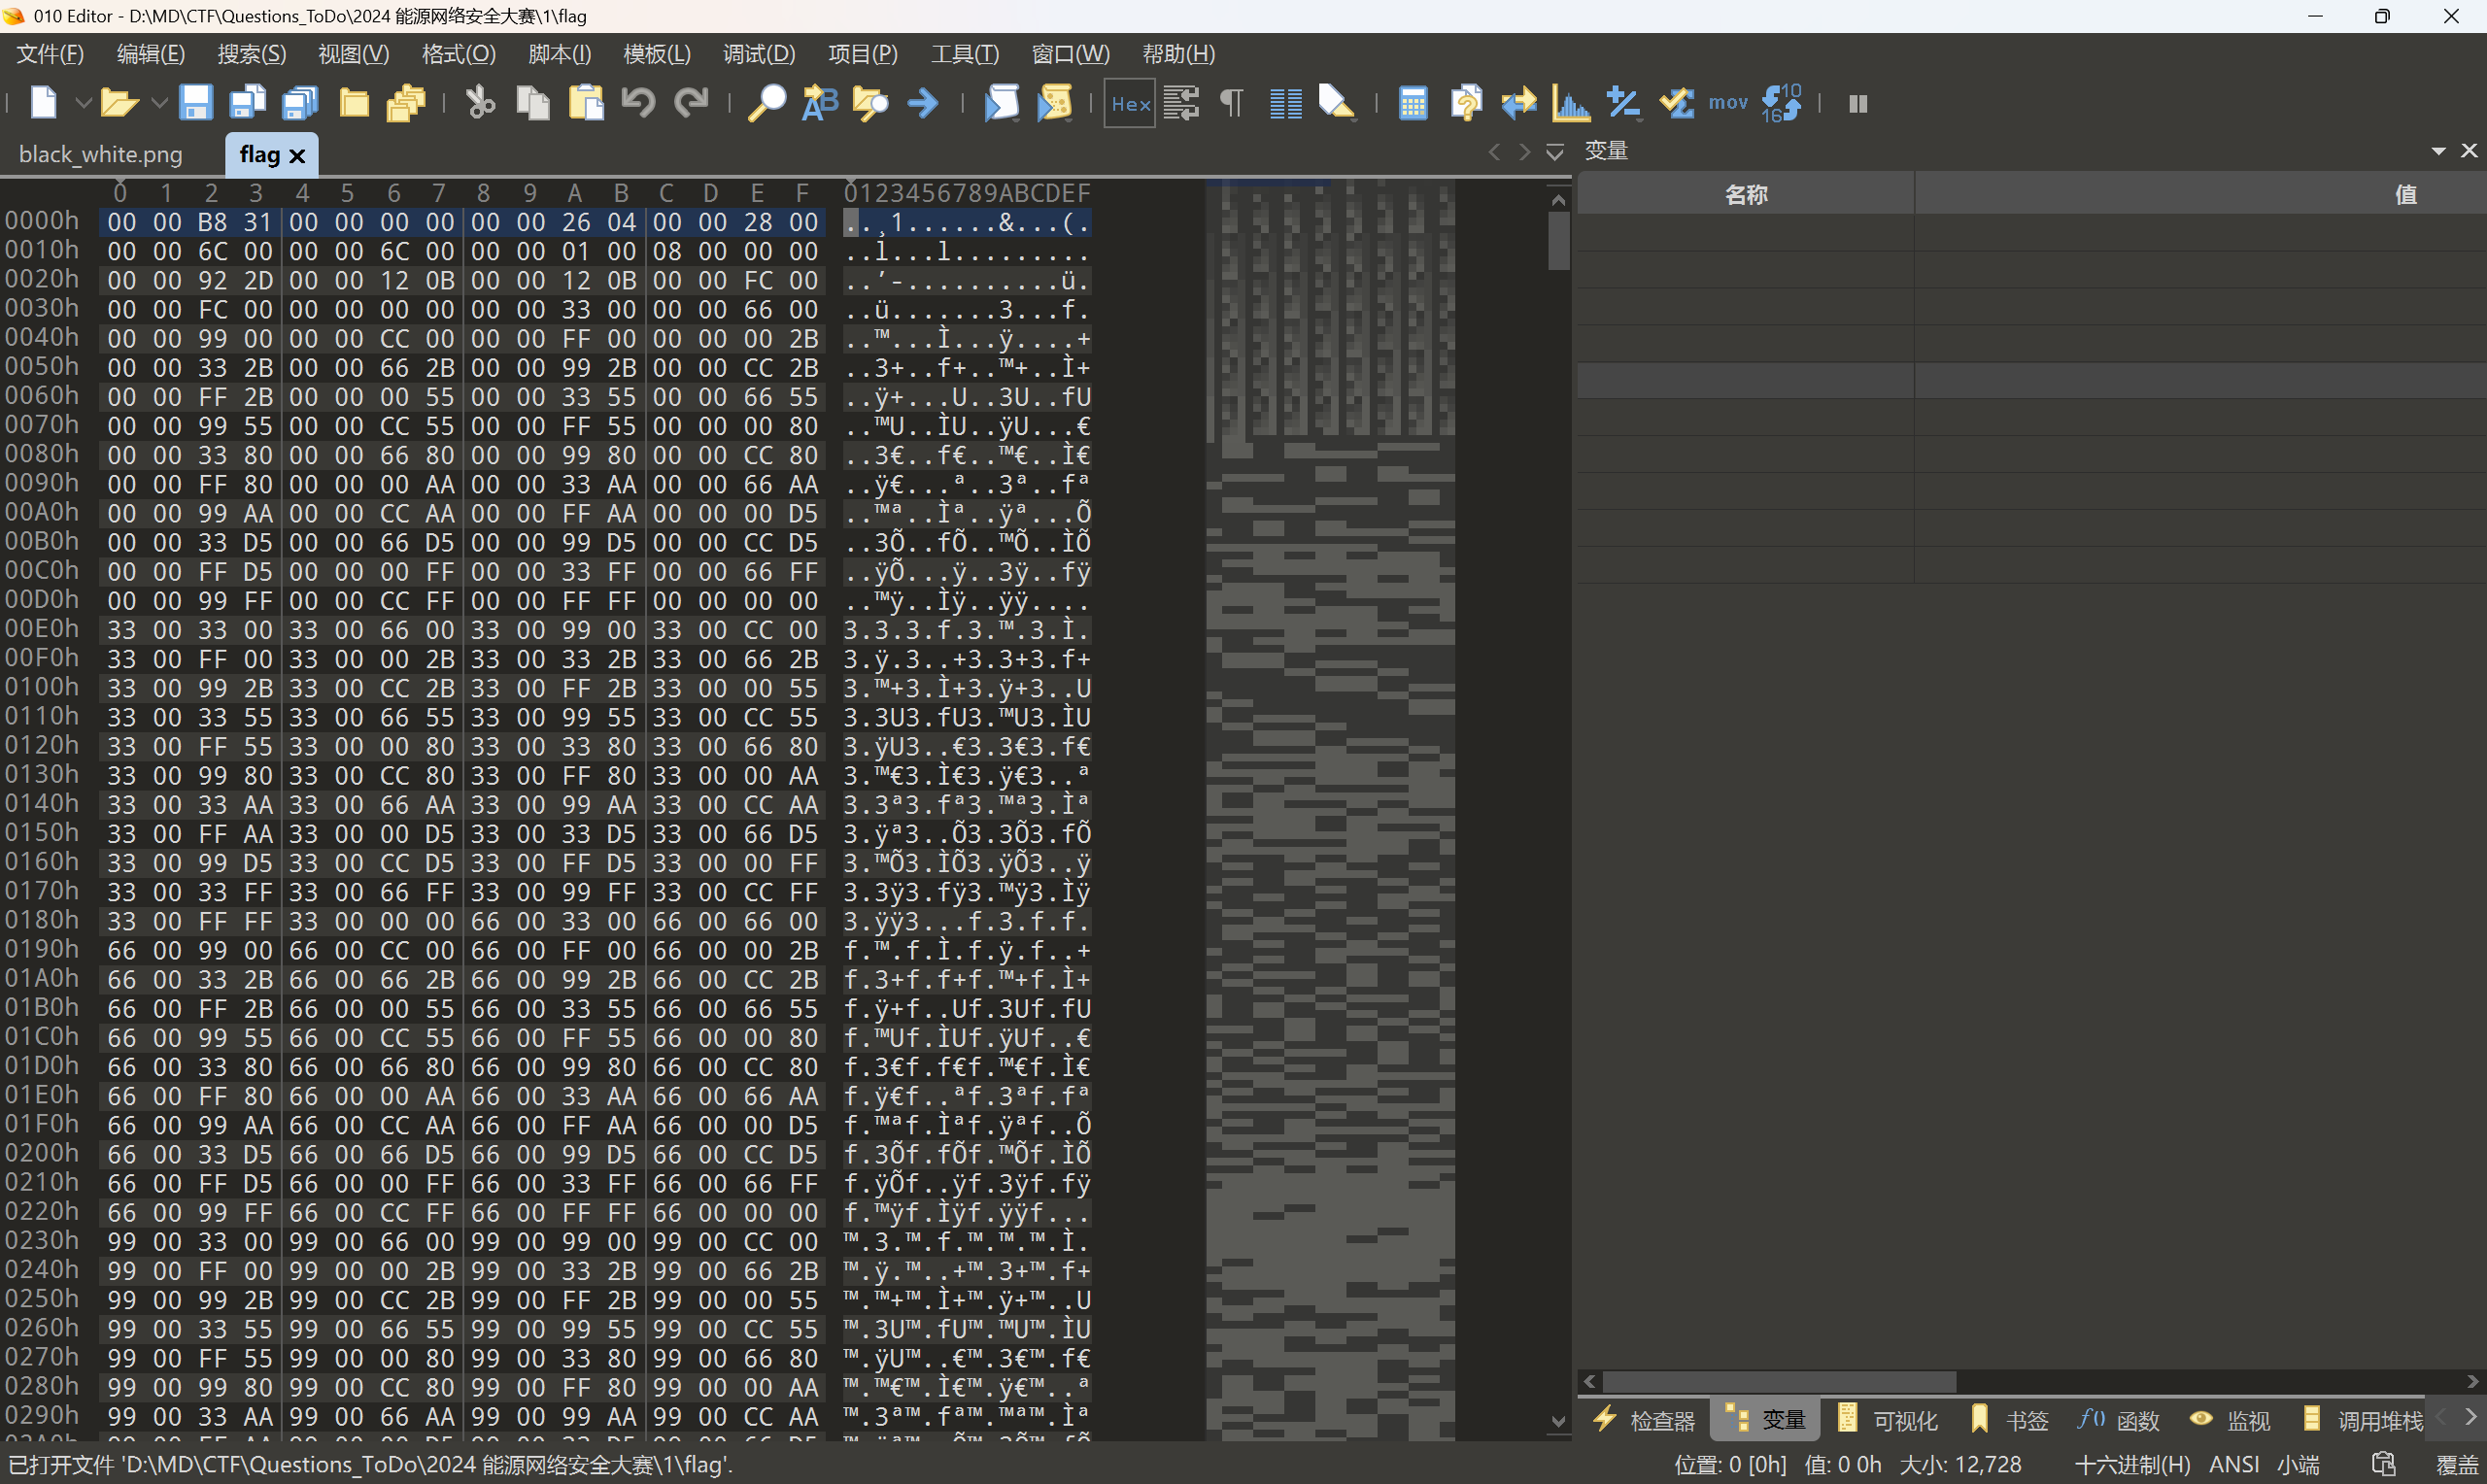 010 Editor - D:\MD\CTF\Questions_ToDo\2024 能源网络安全大赛\1\flag
文件(F) 编辑(E) 搜索(S) 视图(V) 格式(O) 脚本(I) 模板(L) 调试(D) 项目(P) 工具(T) 窗口(W) 帮助(H)
Hex mov 10 16
black_white.png flag 变量
0 1 2 3 4 5 6 7 8 9 A B C D E F 0123456789ABCDEF 名称 值
0000h 00 00 B8 31 00 00 00 00 00 00 26 04 00 00 28 00 ..¸1......&...(.
0010h 00 00 6C 00 00 00 6C 00 00 00 01 00 08 00 00 00 ..l...l.........
0020h 00 00 92 2D 00 00 12 0B 00 00 12 0B 00 00 FC 00 ..’-..........ü.
0030h 00 00 FC 00 00 00 00 00 00 00 33 00 00 00 66 00 ..ü.......3...f.
0040h 00 00 99 00 00 00 CC 00 00 00 FF 00 00 00 00 2B ..™...Ì...ÿ....+
0050h 00 00 33 2B 00 00 66 2B 00 00 99 2B 00 00 CC 2B ..3+..f+..™+..Ì+
0060h 00 00 FF 2B 00 00 00 55 00 00 33 55 00 00 66 55 ..ÿ+...U..3U..fU
0070h 00 00 99 55 00 00 CC 55 00 00 FF 55 00 00 00 80 ..™U..ÌU..ÿU...€
0080h 00 00 33 80 00 00 66 80 00 00 99 80 00 00 CC 80 ..3€..f€..™€..Ì€
0090h 00 00 FF 80 00 00 00 AA 00 00 33 AA 00 00 66 AA ..ÿ€...ª..3ª..fª
00A0h 00 00 99 AA 00 00 CC AA 00 00 FF AA 00 00 00 D5 ..™ª..Ìª..ÿª...Õ
00B0h 00 00 33 D5 00 00 66 D5 00 00 99 D5 00 00 CC D5 ..3Õ..fÕ..™Õ..ÌÕ
00C0h 00 00 FF D5 00 00 00 FF 00 00 33 FF 00 00 66 FF ..ÿÕ...ÿ..3ÿ..fÿ
00D0h 00 00 99 FF 00 00 CC FF 00 00 FF FF 00 00 00 00 ..™ÿ..Ìÿ..ÿÿ....
00E0h 33 00 33 00 33 00 66 00 33 00 99 00 33 00 CC 00 3.3.3.f.3.™.3.Ì.
00F0h 33 00 FF 00 33 00 00 2B 33 00 33 2B 33 00 66 2B 3.ÿ.3..+3.3+3.f+
0100h 33 00 99 2B 33 00 CC 2B 33 00 FF 2B 33 00 00 55 3.™+3.Ì+3.ÿ+3..U
0110h 33 00 33 55 33 00 66 55 33 00 99 55 33 00 CC 55 3.3U3.fU3.™U3.ÌU
0120h 33 00 FF 55 33 00 00 80 33 00 33 80 33 00 66 80 3.ÿU3..€3.3€3.f€
0130h 33 00 99 80 33 00 CC 80 33 00 FF 80 33 00 00 AA 3.™€3.Ì€3.ÿ€3..ª
0140h 33 00 33 AA 33 00 66 AA 33 00 99 AA 33 00 CC AA 3.3ª3.fª3.™ª3.Ìª
0150h 33 00 FF AA 33 00 00 D5 33 00 33 D5 33 00 66 D5 3.ÿª3..Õ3.3Õ3.fÕ
0160h 33 00 99 D5 33 00 CC D5 33 00 FF D5 33 00 00 FF 3.™Õ3.ÌÕ3.ÿÕ3..ÿ
0170h 33 00 33 FF 33 00 66 FF 33 00 99 FF 33 00 CC FF 3.3ÿ3.fÿ3.™ÿ3.Ìÿ
0180h 33 00 FF FF 33 00 00 00 66 00 33 00 66 00 66 00 3.ÿÿ3...f.3.f.f.
0190h 66 00 99 00 66 00 CC 00 66 00 FF 00 66 00 00 2B f.™.f.Ì.f.ÿ.f..+
01A0h 66 00 33 2B 66 00 66 2B 66 00 99 2B 66 00 CC 2B f.3+f.f+f.™+f.Ì+
01B0h 66 00 FF 2B 66 00 00 55 66 00 33 55 66 00 66 55 f.ÿ+f..Uf.3Uf.fU
01C0h 66 00 99 55 66 00 CC 55 66 00 FF 55 66 00 00 80 f.™Uf.ÌUf.ÿUf..€
01D0h 66 00 33 80 66 00 66 80 66 00 99 80 66 00 CC 80 f.3€f.f€f.™€f.Ì€
01E0h 66 00 FF 80 66 00 00 AA 66 00 33 AA 66 00 66 AA f.ÿ€f..ªf.3ªf.fª
01F0h 66 00 99 AA 66 00 CC AA 66 00 FF AA 66 00 00 D5 f.™ªf.Ìªf.ÿªf..Õ
0200h 66 00 33 D5 66 00 66 D5 66 00 99 D5 66 00 CC D5 f.3Õf.fÕf.™Õf.ÌÕ
0210h 66 00 FF D5 66 00 00 FF 66 00 33 FF 66 00 66 FF f.ÿÕf..ÿf.3ÿf.fÿ
0220h 66 00 99 FF 66 00 CC FF 66 00 FF FF 66 00 00 00 f.™ÿf.Ìÿf.ÿÿf...
0230h 99 00 33 00 99 00 66 00 99 00 99 00 99 00 CC 00 ™.3.™.f.™.™.™.Ì.
0240h 99 00 FF 00 99 00 00 2B 99 00 33 2B 99 00 66 2B ™.ÿ.™..+™.3+™.f+
0250h 99 00 99 2B 99 00 CC 2B 99 00 FF 2B 99 00 00 55 ™.™+™.Ì+™.ÿ+™..U
0260h 99 00 33 55 99 00 66 55 99 00 99 55 99 00 CC 55 ™.3U™.fU™.™U™.ÌU
0270h 99 00 FF 55 99 00 00 80 99 00 33 80 99 00 66 80 ™.ÿU™..€™.3€™.f€
0280h 99 00 99 80 99 00 CC 80 99 00 FF 80 99 00 00 AA ™.™€™.Ì€™.ÿ€™..ª
0290h 99 00 33 AA 99 00 66 AA 99 00 99 AA 99 00 CC AA ™.3ª™.fª™.™ª™.Ìª
检查器 变量 可视化 书签 f() 函数 监视 调用堆栈
已打开文件 'D:\MD\CTF\Questions_ToDo\2024 能源网络安全大赛\1\flag'. 位置: 0 [0h] 值: 0 0h 大小: 12,728 十六进制(H) ANSI 小端 覆盖